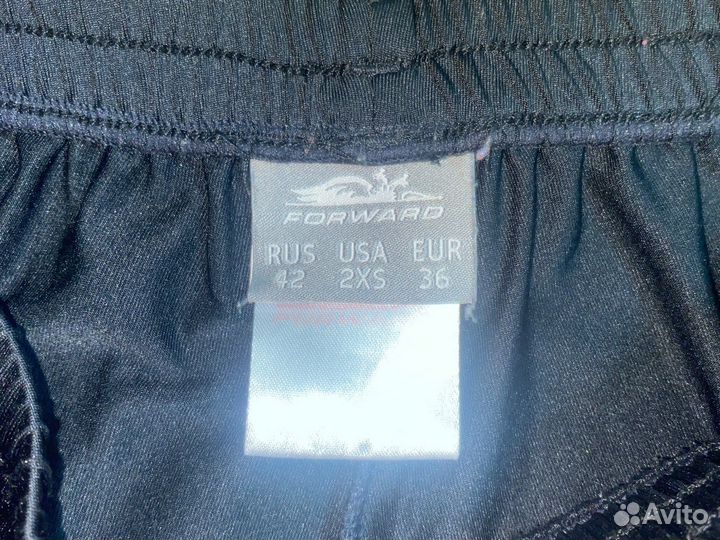 FORWARD
RUS USA EUR
42 2XS 36
Avito